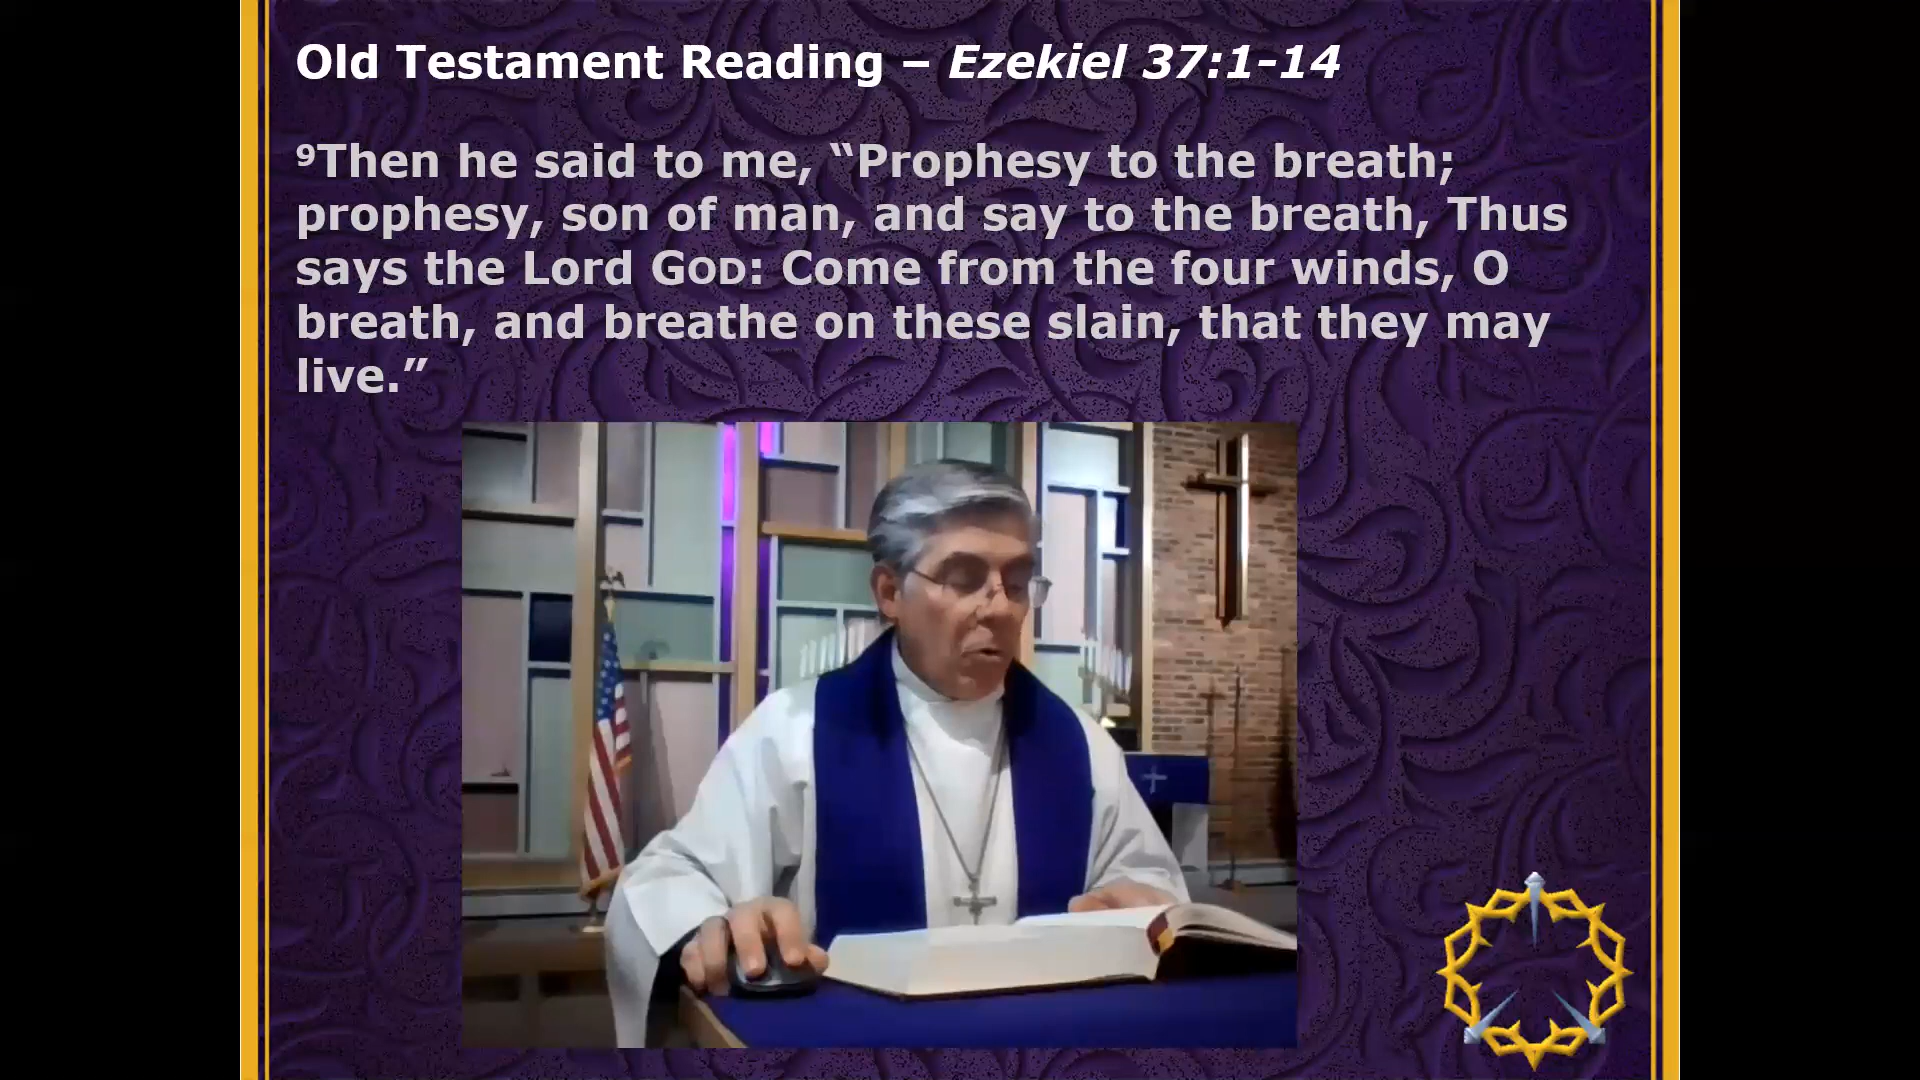 Old Testament Reading – Ezekiel 37:1-14
⁹Then he said to me, “Prophesy to the breath;
prophesy, son of man, and say to the breath, Thus
says the Lord GOD: Come from the four winds, O
breath, and breathe on these slain, that they may
live.”